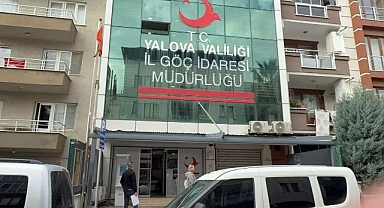 T.C.
YALOVA VALİLİĞİ
İL GÖÇ İDARESİ
MÜDÜRLÜĞÜ